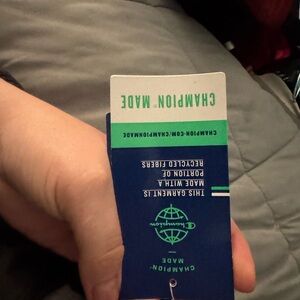 CHAMPION®
MADE
Champion
THIS GARMENT IS
MADE WITH A
PORTION OF
RECYCLED FIBERS
CHAMPION.COM/CHAMPIONMADE
CHAMPION® MADE